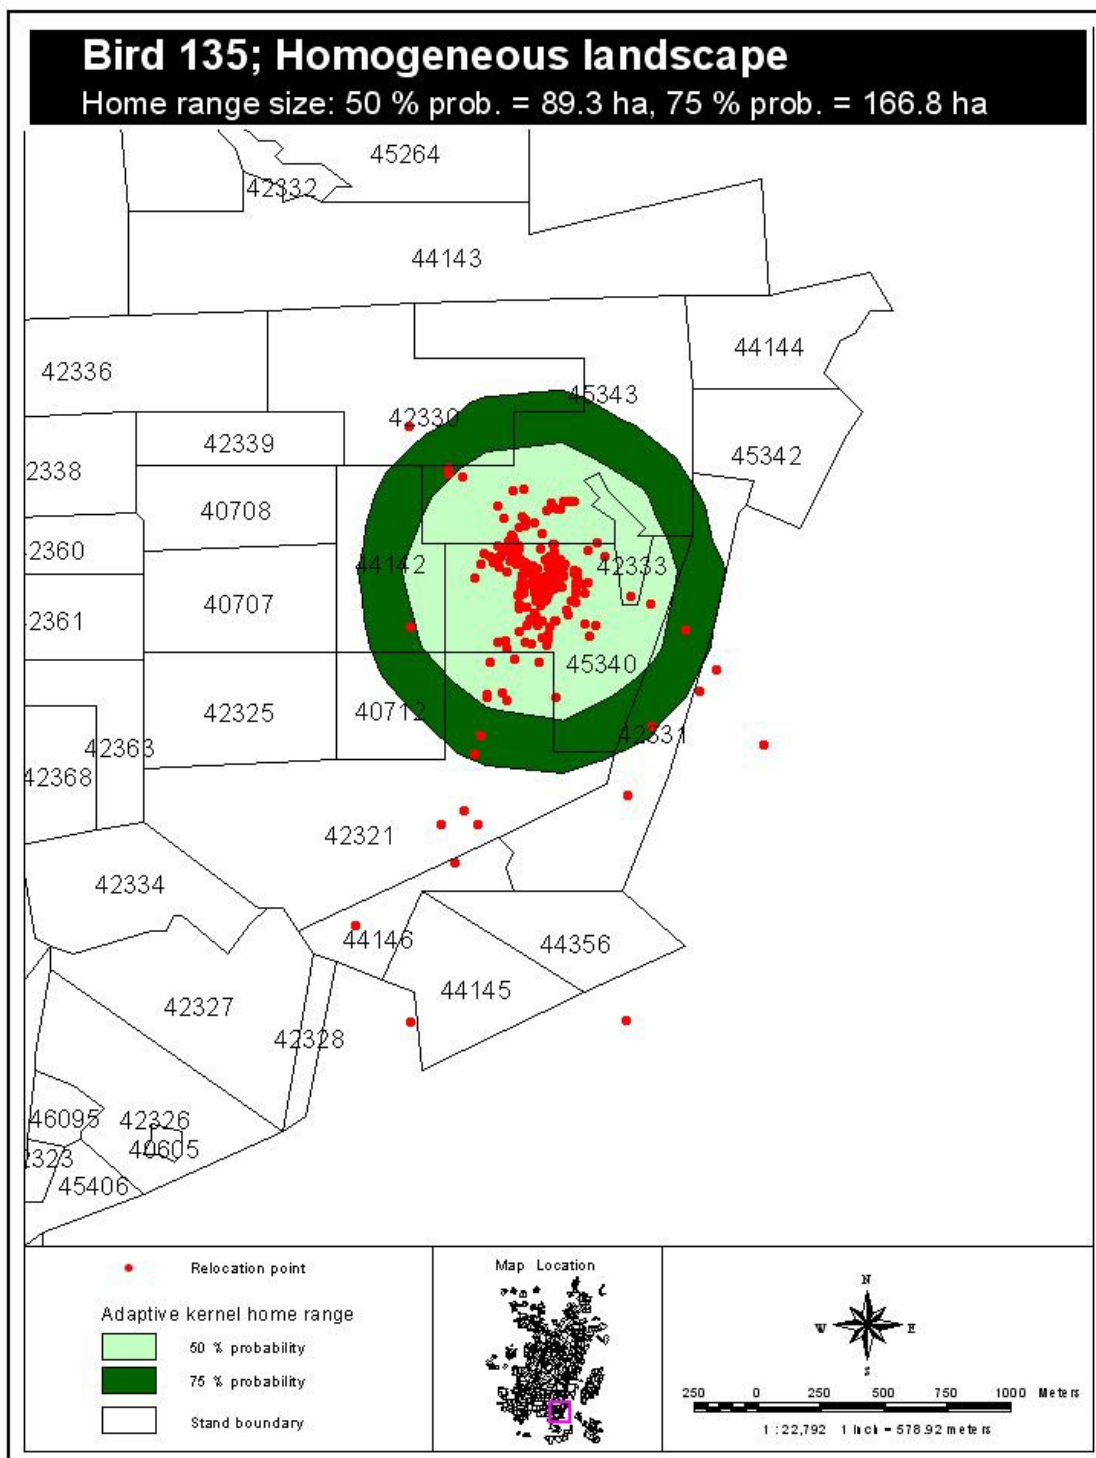 Bird 135; Homogeneous landscape
Home range size: 50 % prob. = 89.3 ha, 75 % prob. = 166.8 ha
45264
42332
44143
44144
42336
45343
42330
42339
45342
2338
40708
2360
44142
42333
40707
2361
45340
42325
40712
42363
42331
42368
42321
42334
44146
44356
44145
42327
42328
46095
42326
40605
2323
45406
Relocation point
Adaptive kernel home range
50 % probability
75 % probability
Stand boundary
Map Location
N
W
E
S
250 0 250 500 750 1000 Meters
1 : 22,792 1 Inch = 578.92 meters